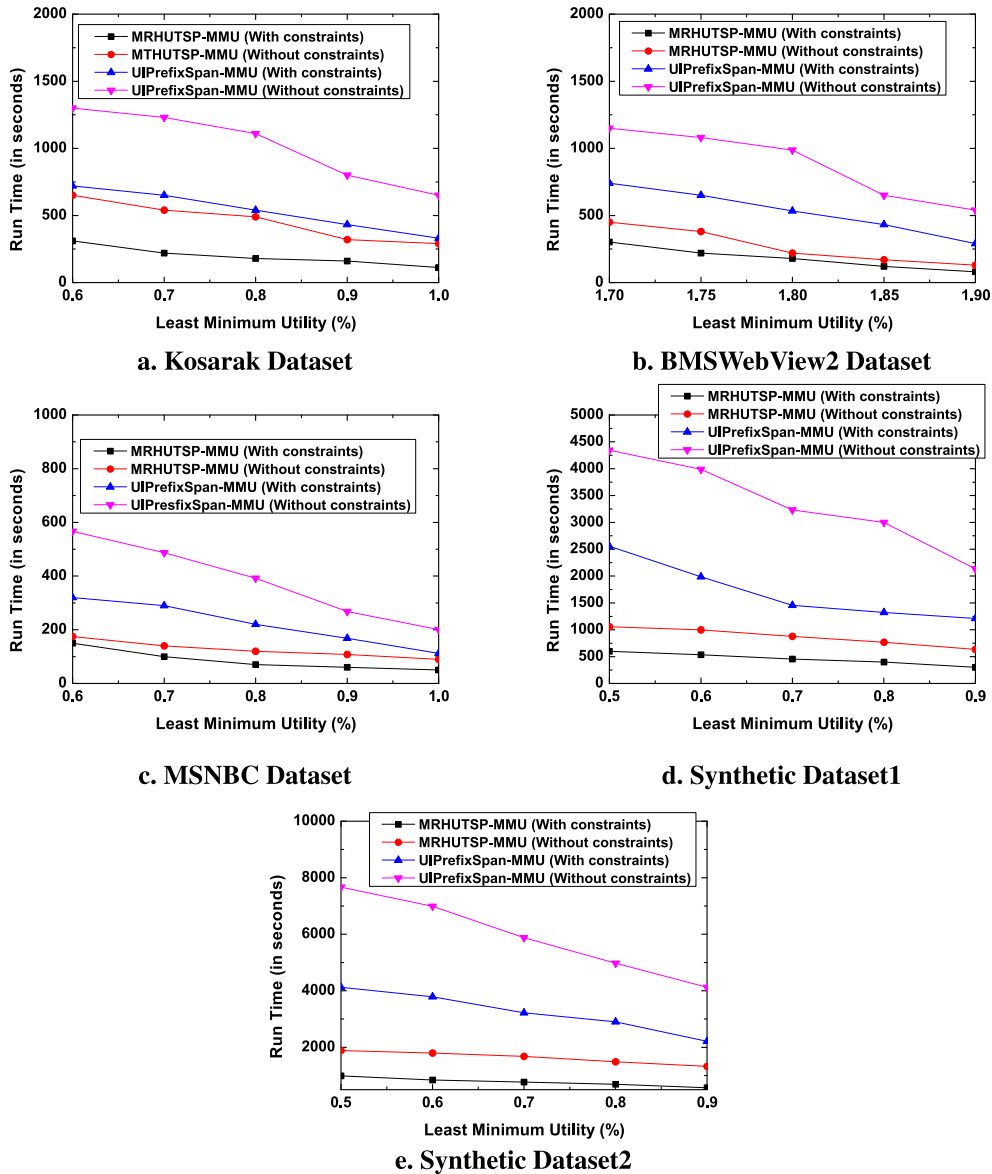 2000
1500
1000
500
0
0.6 0.7 0.8 0.9 1.0
Run Time (in seconds)
Least Minimum Utility (%)
MRHUTSP-MMU (With constraints)
MTHUTSP-MMU (Without constraints)
UIPrefixSpan-MMU (With constraints)
UIPrefixSpan-MMU (Without constraints)
a. Kosarak Dataset
2000
1500
1000
500
0
1.70 1.75 1.80 1.85 1.90
Run Time (in seconds)
Least Minimum Utility (%)
MRHUTSP-MMU (With constraints)
MRHUTSP-MMU (Without constraints)
UIPrefixSpan-MMU (With constraints)
UIPrefixSpan-MMU (Without constraints)
b. BMSWebView2 Dataset
1000
800
600
400
200
0
0.6 0.7 0.8 0.9 1.0
Run Time (in seconds)
Least Minimum Utility (%)
MRHUTSP-MMU (With constraints)
MRHUTSP-MMU (Without constraints)
UIPrefixSpan-MMU (With constraints)
UIPresfixSpan-MMU (Without constraints)
c. MSNBC Dataset
5000
4500
4000
3500
3000
2500
2000
1500
1000
500
0
0.5 0.6 0.7 0.8 0.9
Run Time (in seconds)
Least Minimum Utility (%)
MRHUTSP-MMU (With constraints)
MRHUTSP-MMU (Without constraints)
UIPrefixSpan-MMU (With constraints)
UIPrefixSpan-MMU (Without constraints)
d. Synthetic Dataset1
10000
8000
6000
4000
2000
0.5 0.6 0.7 0.8 0.9
Run Time (in seconds)
Least Minimum Utility (%)
MRHUTSP-MMU (With constraints)
MRHUTSP-MMU (Without constraints)
UIPrefixSpan-MMU (With constraints)
UIPrefixSpan-MMU (Without constraints)
e. Synthetic Dataset2